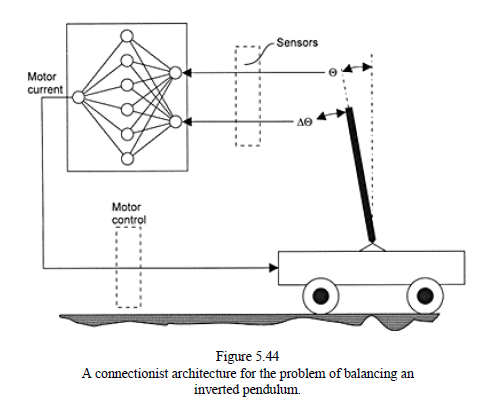 Sensors
Motor
current
Θ
ΔΘ
Motor
control
Figure 5.44
A connectionist architecture for the problem of balancing an
inverted pendulum.